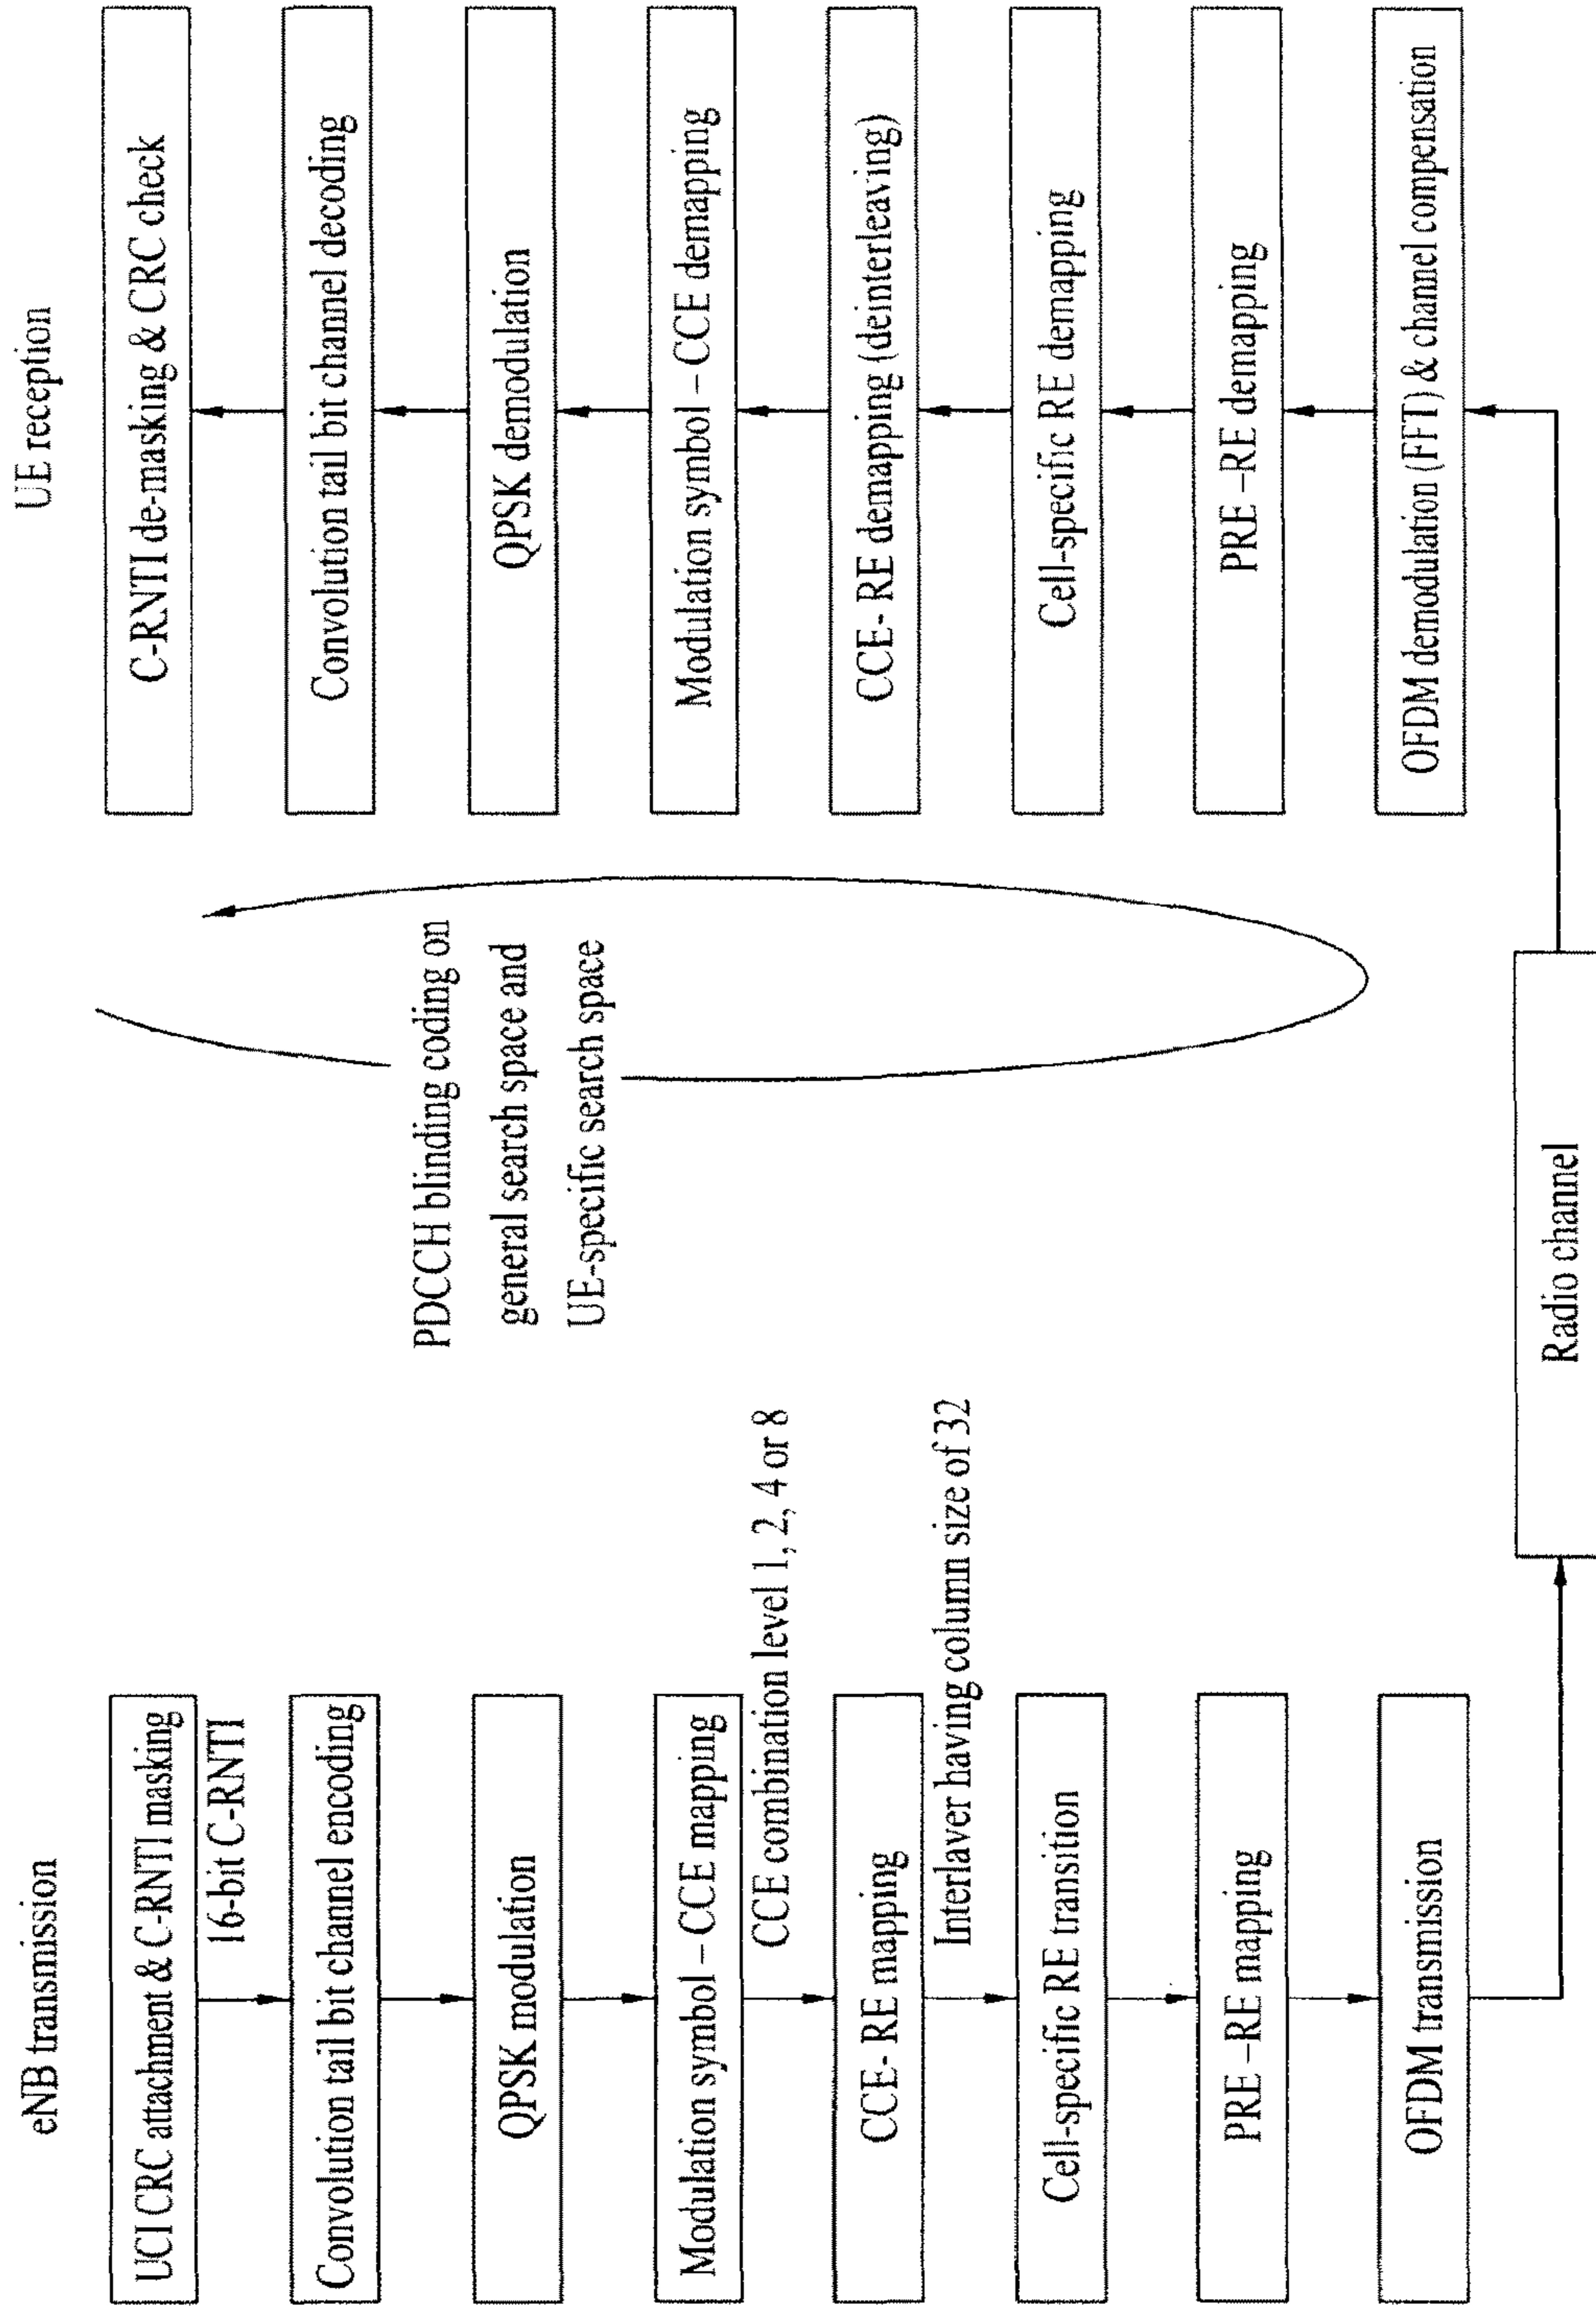 eNB transmission
UCI CRC attachment & C-RNTI masking
16-bit C-RNTI
Convolution tail bit channel encoding
QPSK modulation
Modulation symbol – CCE mapping
CCE combination level 1, 2, 4 or 8
CCE- RE mapping
Interlaver having column size of 32
Cell-specific RE transition
PRE –RE mapping
OFDM transmission
Radio channel
PDCCH blinding coding on
general search space and
UE-specific search space
UE reception
C-RNTI de-masking & CRC check
Convolution tail bit channel decoding
QPSK demodulation
Modulation symbol – CCE demapping
CCE- RE demapping (deinterleaving)
Cell-specific RE demapping
PRE –RE demapping
OFDM demodulation (FFT) & channel compensation